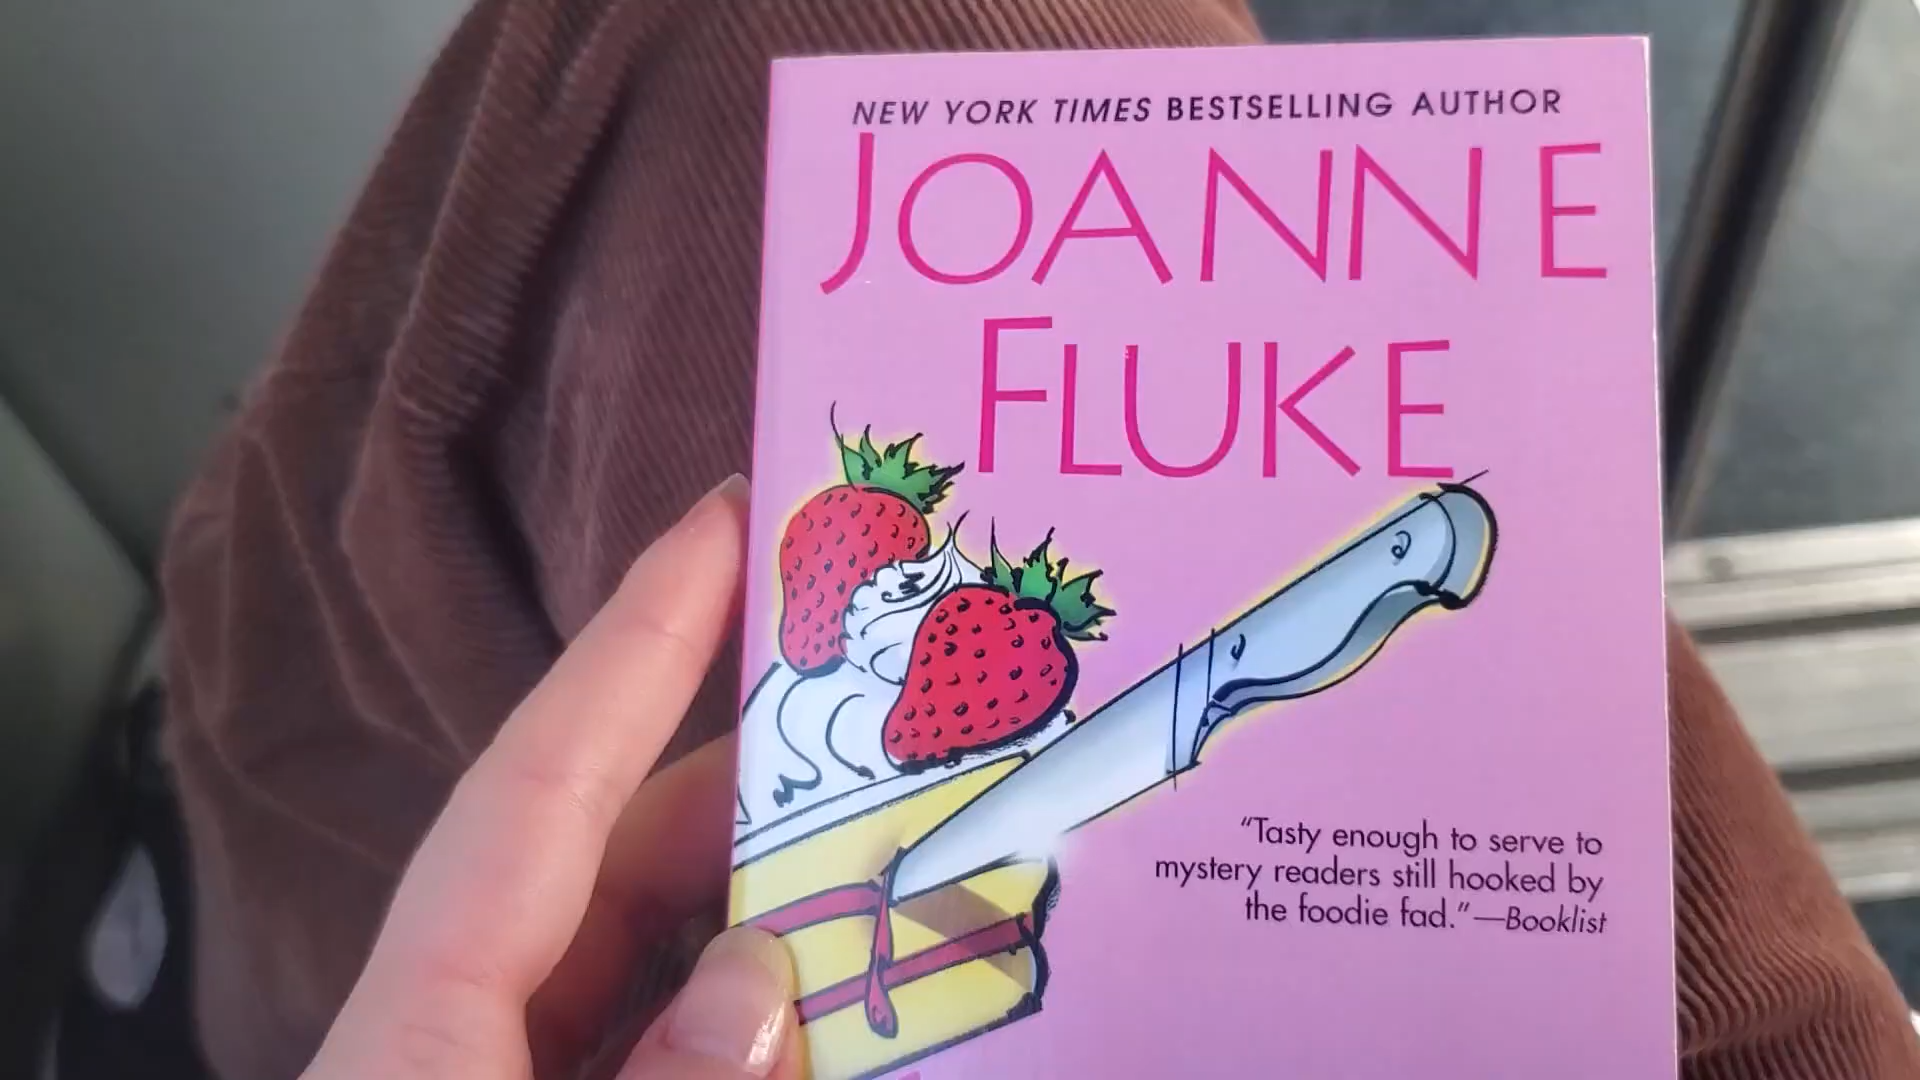 NEW YORK TIMES BESTSELLING AUTHOR
JOANNE
FLUKE
“Tasty enough to serve to
mystery readers still hooked by
the foodie fad.”—Booklist